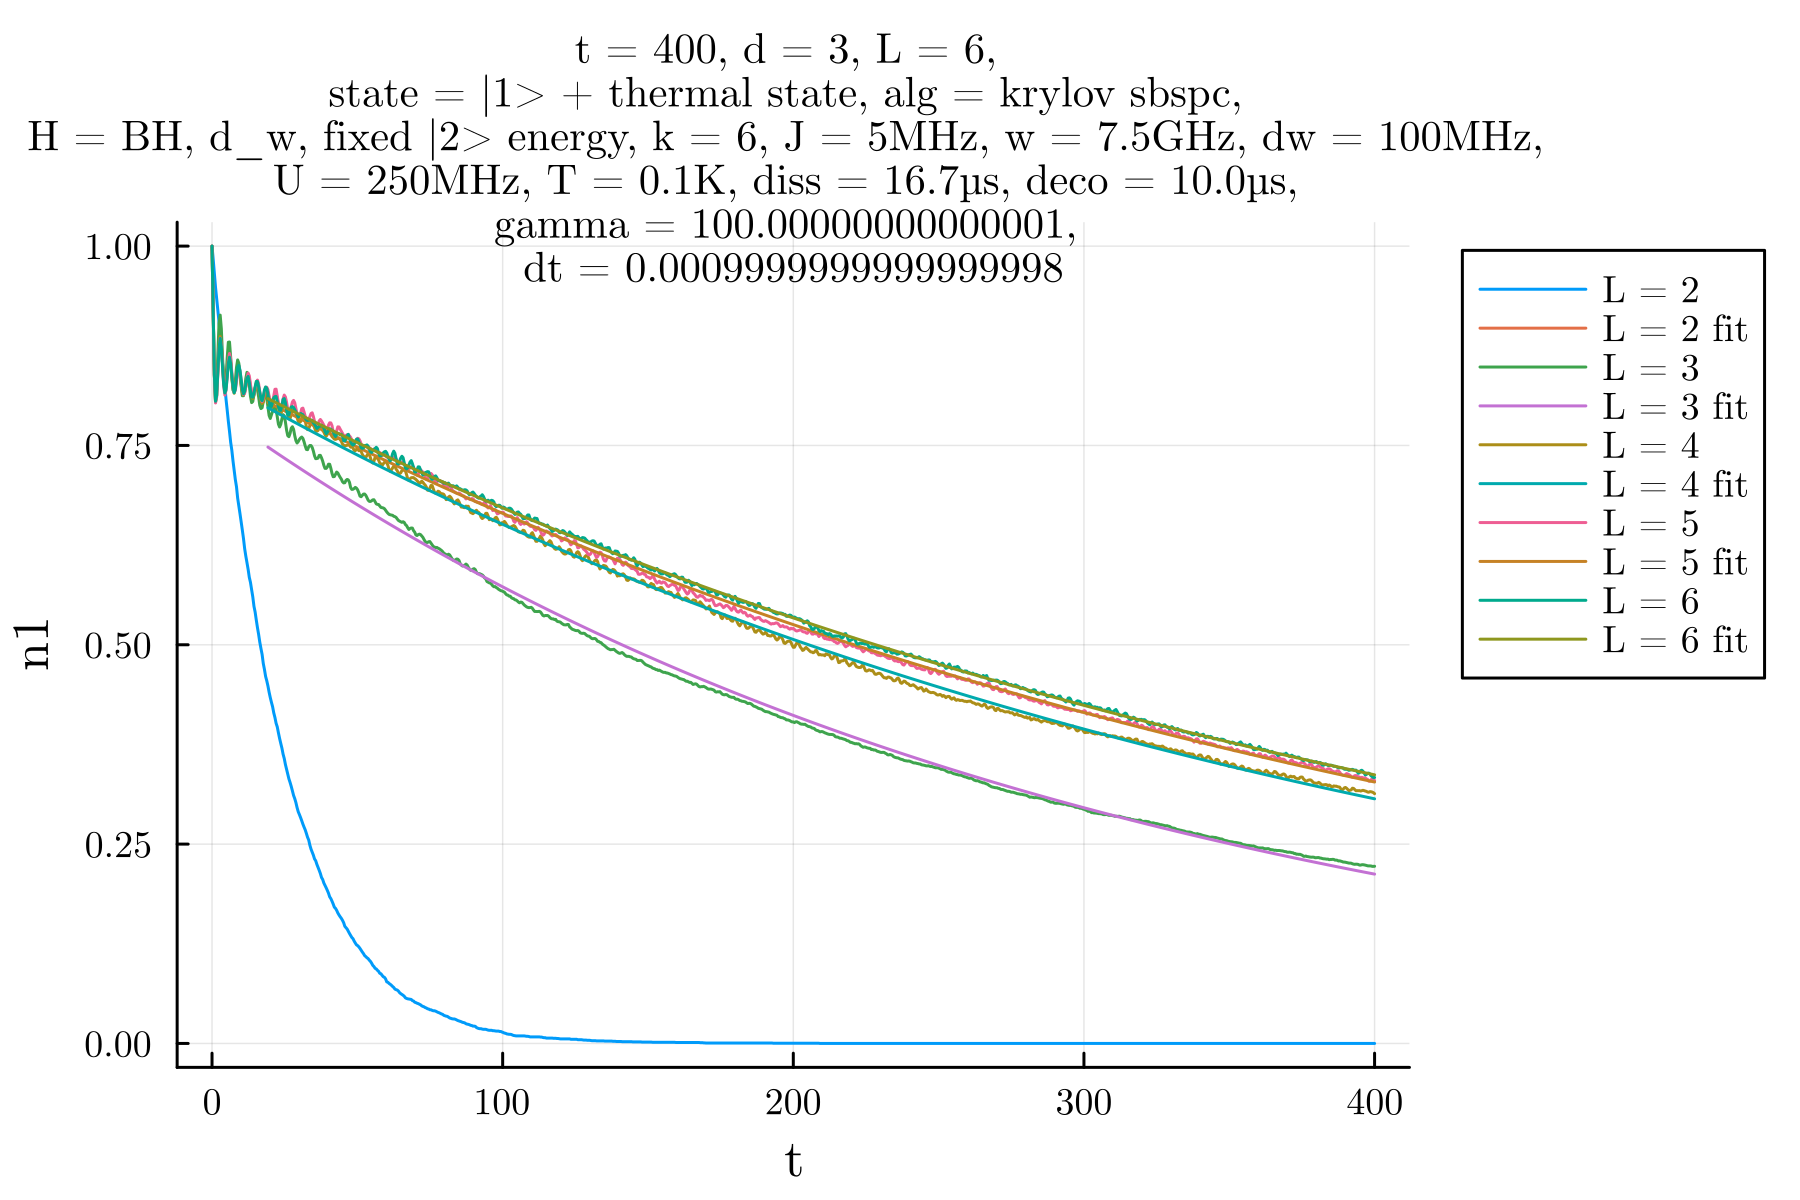 t = 400, d = 3, L = 6,
state = |1> + thermal state, alg = krylov sbspc,
H = BH, d_w, fixed |2> energy, k = 6, J = 5MHz, w = 7.5GHz, dw = 100MHz,
U = 250MHz, T = 0.1K, diss = 16.7µs, deco = 10.0µs,
gamma = 100.00000000000001,
dt = 0.0009999999999999998
1.00
0.75
0.50
0.25
0.00
n1
0 100 200 300 400
t
L = 2
L = 2 fit
L = 3
L = 3 fit
L = 4
L = 4 fit
L = 5
L = 5 fit
L = 6
L = 6 fit